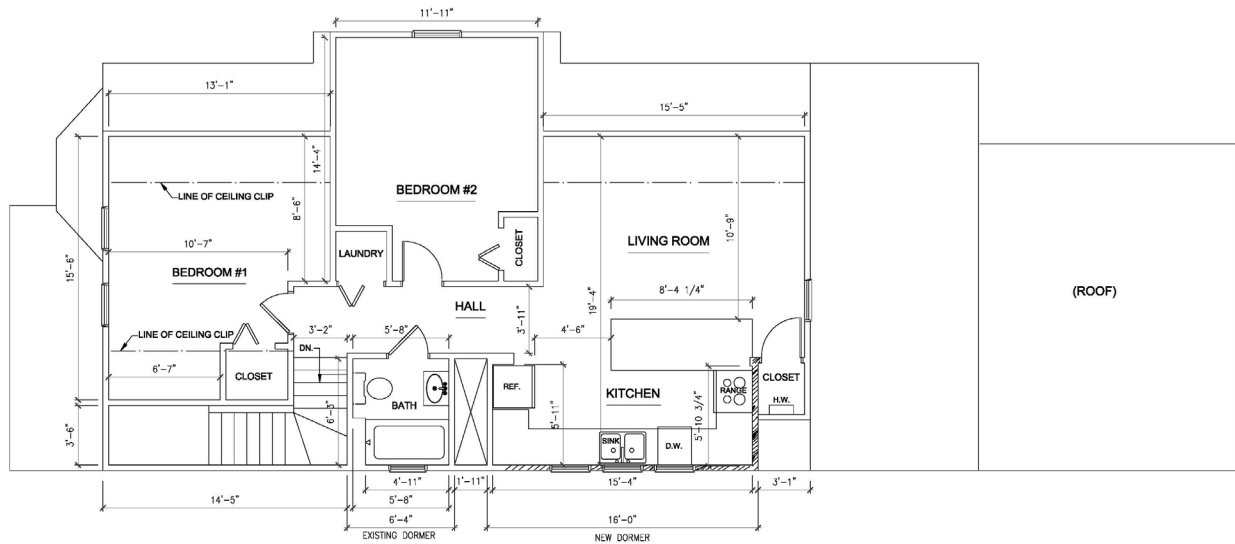 11'-11"
13'-1"
15'-5"
14'-4"
8'-6"
LINE OF CEILING CLIP
BEDROOM #2
10'-7"
BEDROOM #1
15'-6"
LAUNDRY
CLOSET
LIVING ROOM
10'-9"
8'-4 1/4"
19'-4"
(ROOF)
HALL
3'-11"
4'-6"
LINE OF CEILING CLIP
3'-2"
5'-8"
DN.
6'-7"
CLOSET
BATH
REF.
KITCHEN
RANGE
CLOSET
H.W.
6'-3"
5'-11"
5'-10 3/4"
SINK
D.W.
3'-6"
4'-11"
1'-11"
15'-4"
3'-1"
14'-5"
5'-8"
6'-4"
16'-0"
EXISTING DORMER
NEW DORMER